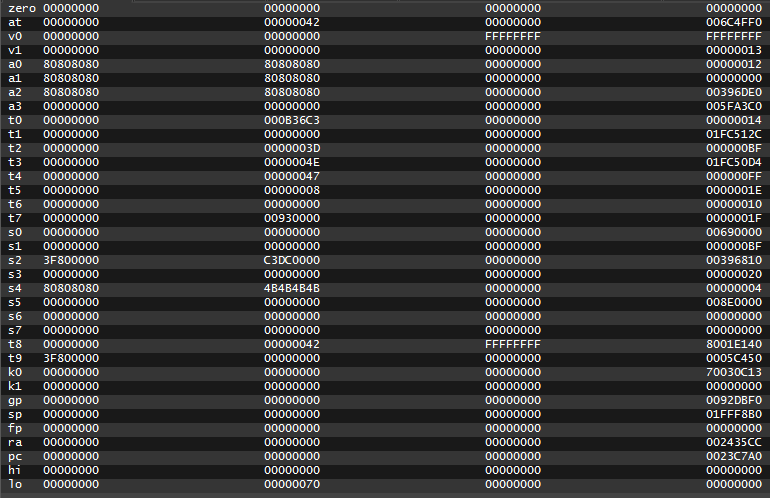 zero 00000000 00000000 00000000 00000000
at 00000000 00000042 00000000 006C4FF0
v0 00000000 00000000 FFFFFFFF FFFFFFFF
v1 00000000 00000000 00000000 00000013
a0 80808080 80808080 00000000 00000012
a1 80808080 80808080 00000000 00000000
a2 80808080 80808080 00000000 00396DE0
a3 00000000 00000000 00000000 005FA3C0
t0 00000000 000B36C3 00000000 00000014
t1 00000000 00000000 00000000 01FC512C
t2 00000000 0000003D 00000000 000000BF
t3 00000000 0000004E 00000000 01FC50D4
t4 00000000 00000047 00000000 000000FF
t5 00000000 00000008 00000000 0000001E
t6 00000000 00000000 00000000 00000010
t7 00000000 00930000 00000000 0000001F
s0 00000000 00000000 00000000 00690000
s1 00000000 00000000 00000000 000000BF
s2 3F800000 C3DC0000 00000000 00396810
s3 00000000 00000000 00000000 00000020
s4 80808080 4B4B4B4B 00000000 00000004
s5 00000000 00000000 00000000 008E0000
s6 00000000 00000000 00000000 00000000
s7 00000000 00000000 00000000 00000000
t8 00000000 00000042 FFFFFFFF 8001E140
t9 3F800000 00000000 00000000 0005C450
k0 00000000 00000000 00000000 70030C13
k1 00000000 00000000 00000000 00000000
gp 00000000 00000000 00000000 0092DBF0
sp 00000000 00000000 00000000 01FFF8B0
fp 00000000 00000000 00000000 00000000
ra 00000000 00000000 00000000 002435CC
pc 00000000 00000000 00000000 0023C7A0
hi 00000000 00000000 00000000 00000000
lo 00000000 00000070 00000000 00000000